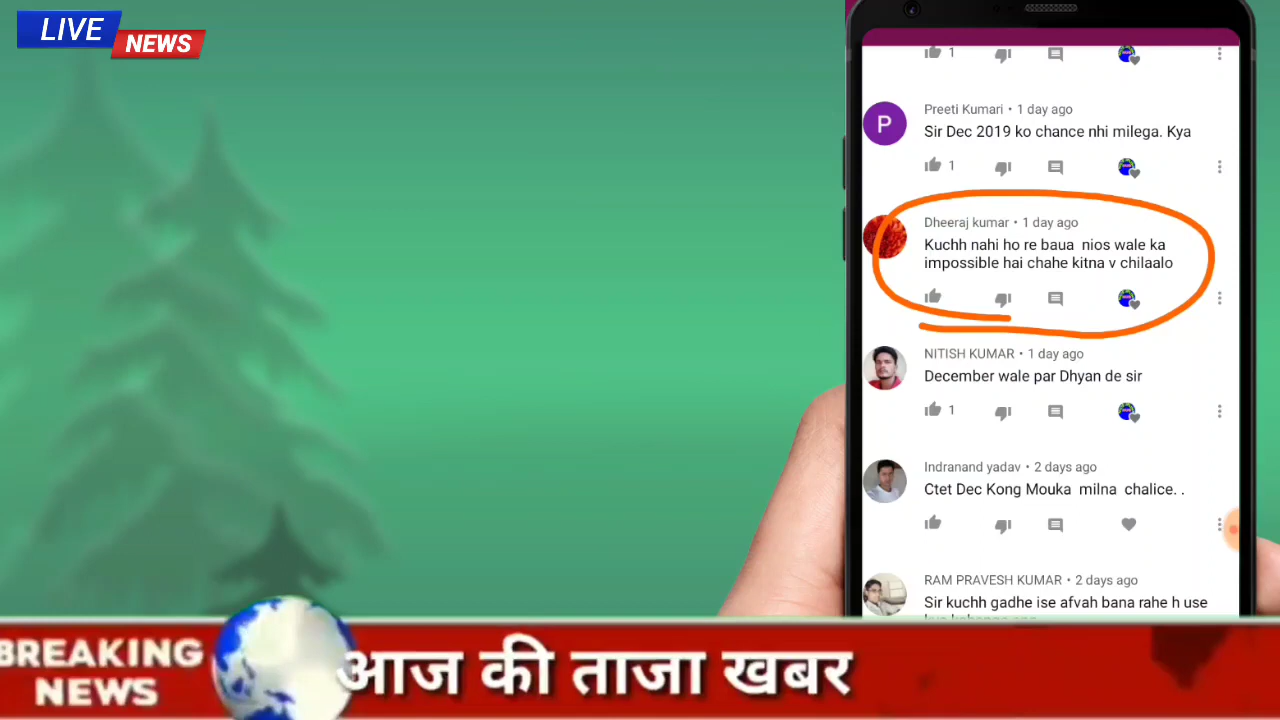 LIVE
NEWS
1
P
Preeti Kumari • 1 day ago
Sir Dec 2019 ko chance nhi milega. Kya
1
Dheeraj kumar • 1 day ago
Kuchh nahi ho re baua nios wale ka
impossible hai chahe kitna v chilaalo
NITISH KUMAR • 1 day ago
December wale par Dhyan de sir
1
Indranand yadav • 2 days ago
Ctet Dec Kong Mouka milna chalice. .
RAM PRAVESH KUMAR • 2 days ago
Sir kuchh gadhe ise afvah bana rahe h use
BREAKING
NEWS
आज की ताजा खबर